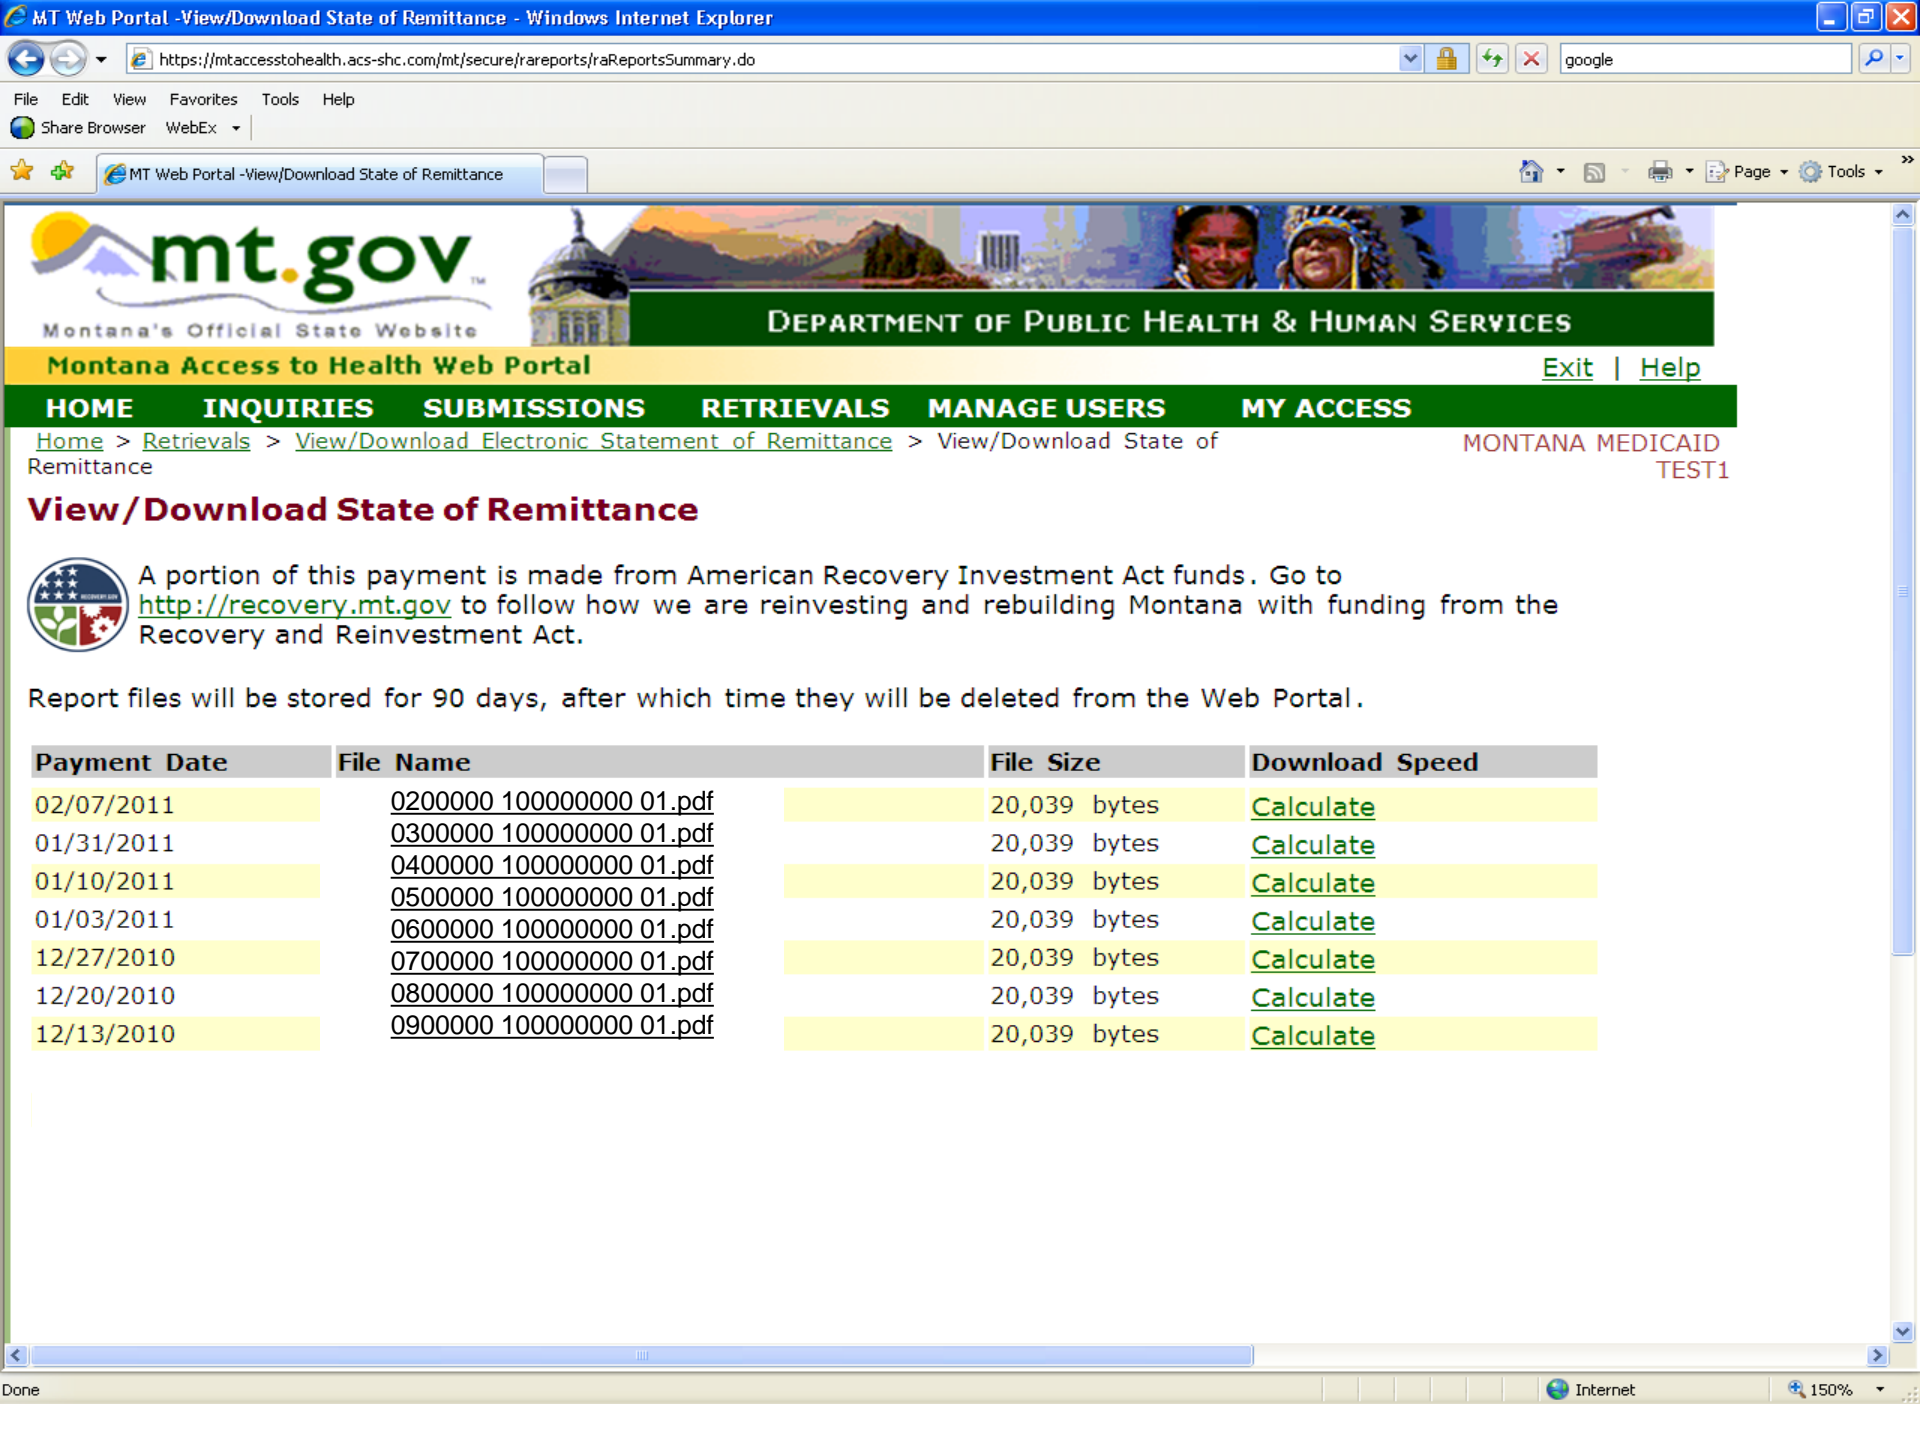 MT Web Portal -View/Download State of Remittance - Windows Internet Explorer
https://mtaccesstohealth.acs-shc.com/mt/secure/rareports/raReportsSummary.do
google
File Edit View Favorites Tools Help
Share Browser WebEx
MT Web Portal -View/Download State of Remittance
Page Tools »
mt.gov™
Montana's Official State Website
DEPARTMENT OF PUBLIC HEALTH & HUMAN SERVICES
Montana Access to Health Web Portal
Exit | Help
HOME INQUIRIES SUBMISSIONS RETRIEVALS MANAGE USERS MY ACCESS
Home > Retrievals > View/Download Electronic Statement of Remittance > View/Download State of
Remittance
MONTANA MEDICAID
TEST1
View/Download State of Remittance
RECOVERY.GOV
A portion of this payment is made from American Recovery Investment Act funds. Go to
http://recovery.mt.gov to follow how we are reinvesting and rebuilding Montana with funding from the
Recovery and Reinvestment Act.
Report files will be stored for 90 days, after which time they will be deleted from the Web Portal.
Payment Date File Name File Size Download Speed
02/07/2011 0200000 100000000 01.pdf 20,039 bytes Calculate
01/31/2011 0300000 100000000 01.pdf 20,039 bytes Calculate
01/10/2011 0400000 100000000 01.pdf 20,039 bytes Calculate
01/03/2011 0500000 100000000 01.pdf 20,039 bytes Calculate
0600000 100000000 01.pdf
12/27/2010 0700000 100000000 01.pdf 20,039 bytes Calculate
12/20/2010 0800000 100000000 01.pdf 20,039 bytes Calculate
12/13/2010 0900000 100000000 01.pdf 20,039 bytes Calculate
Done
Internet
150%